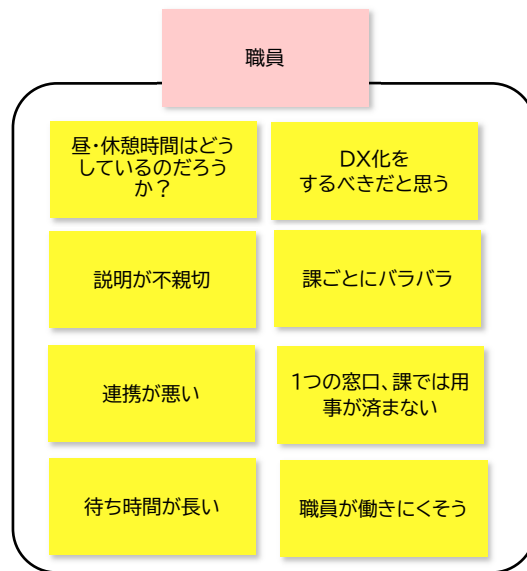 職員
昼・休憩時間はどう
しているのだろう
か？
DX化を
するべきだと思う
説明が不親切
課ごとにバラバラ
連携が悪い
1つの窓口、課では用
事が済まない
待ち時間が長い
職員が働きにくそう